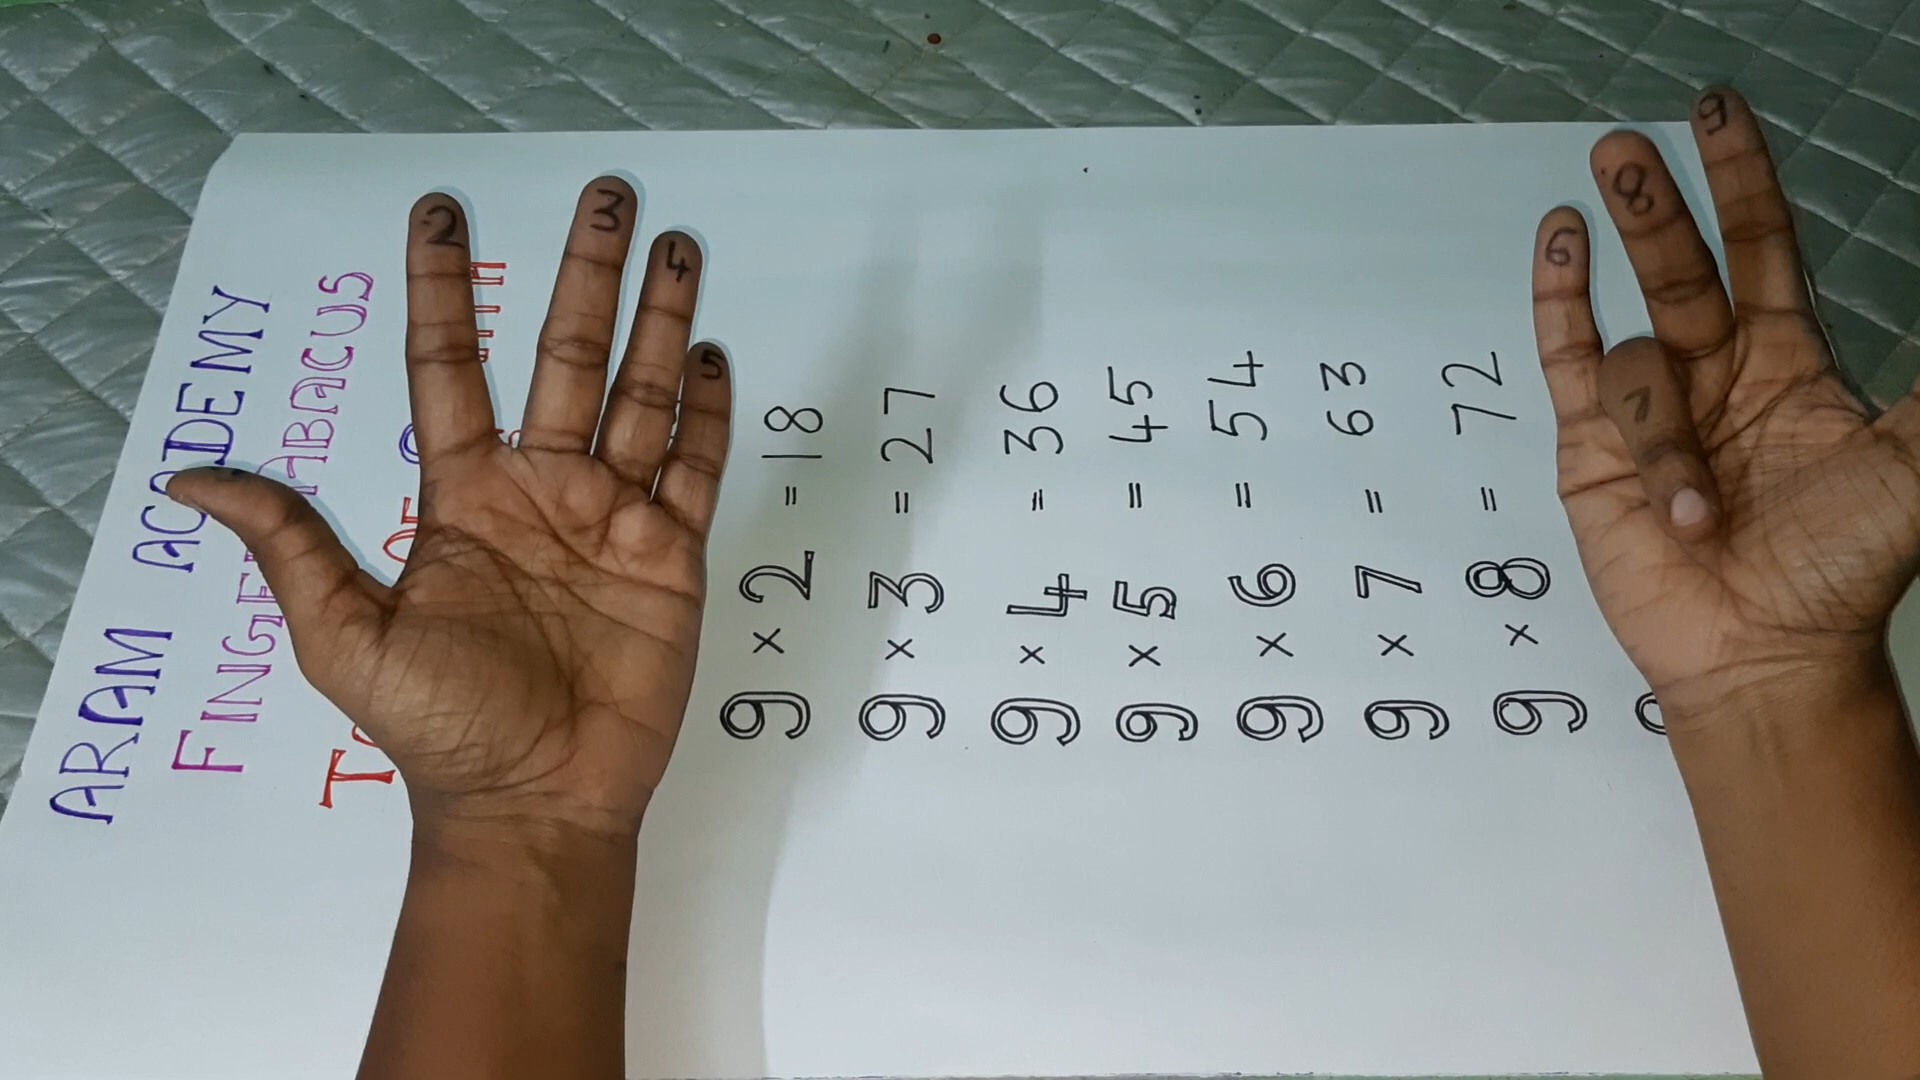 ARAM ACADEMY
FINGER ABACUS
OF
9 × 2 = 18
9 × 3 = 27
9 × 4 = 36
9 × 5 = 45
9 × 6 = 54
9 × 7 = 63
9 × 8 = 72
2
3
4
5
6
7
8
9